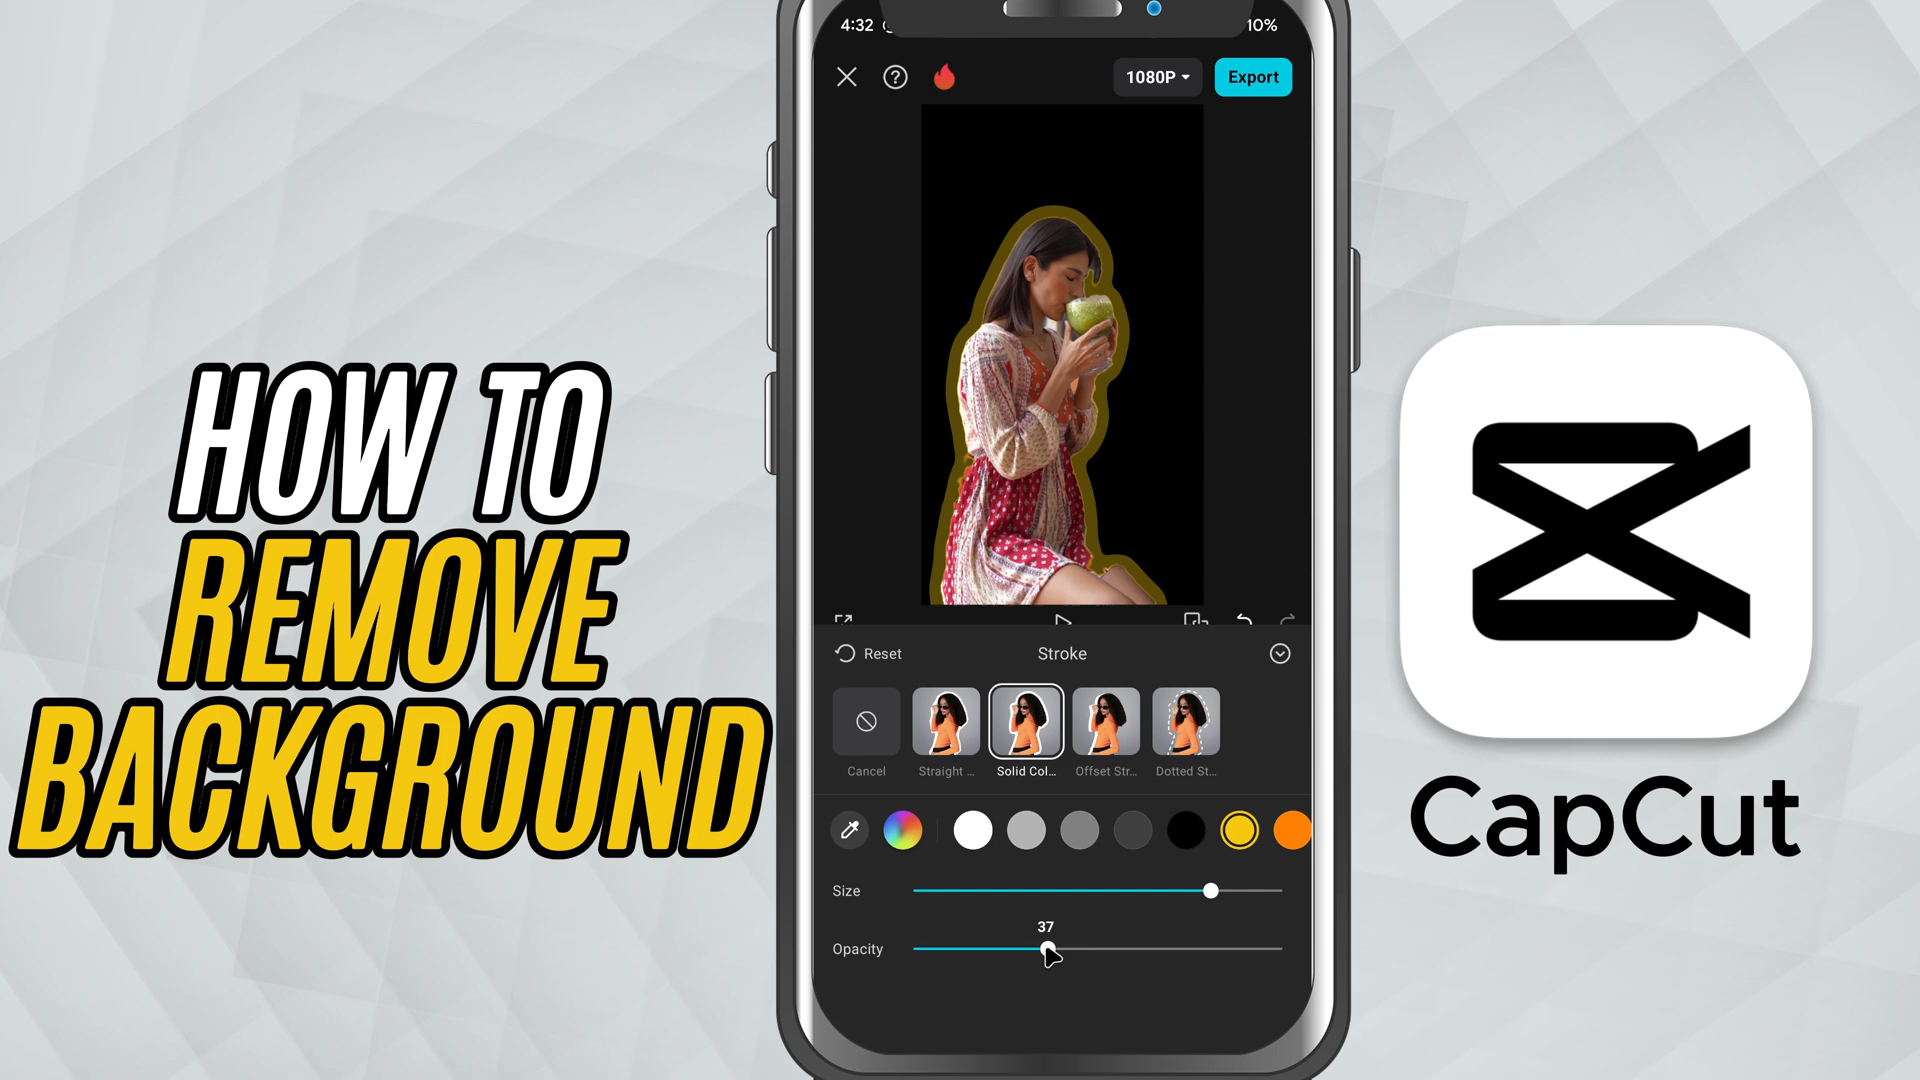 4:32
10%
1080P
Export
HOW TO
REMOVE
BACKGROUND
Reset
Stroke
Cancel
Straight ...
Solid Col...
Offset Str...
Dotted St...
Size
37
Opacity
CapCut